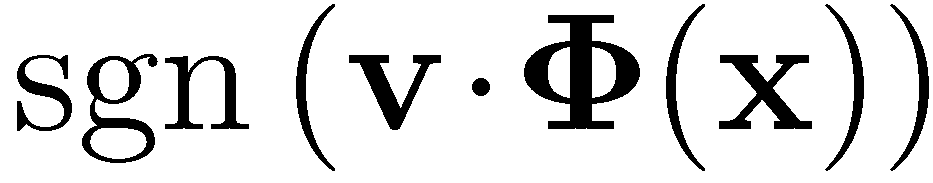 sgn (v · Φ(x))